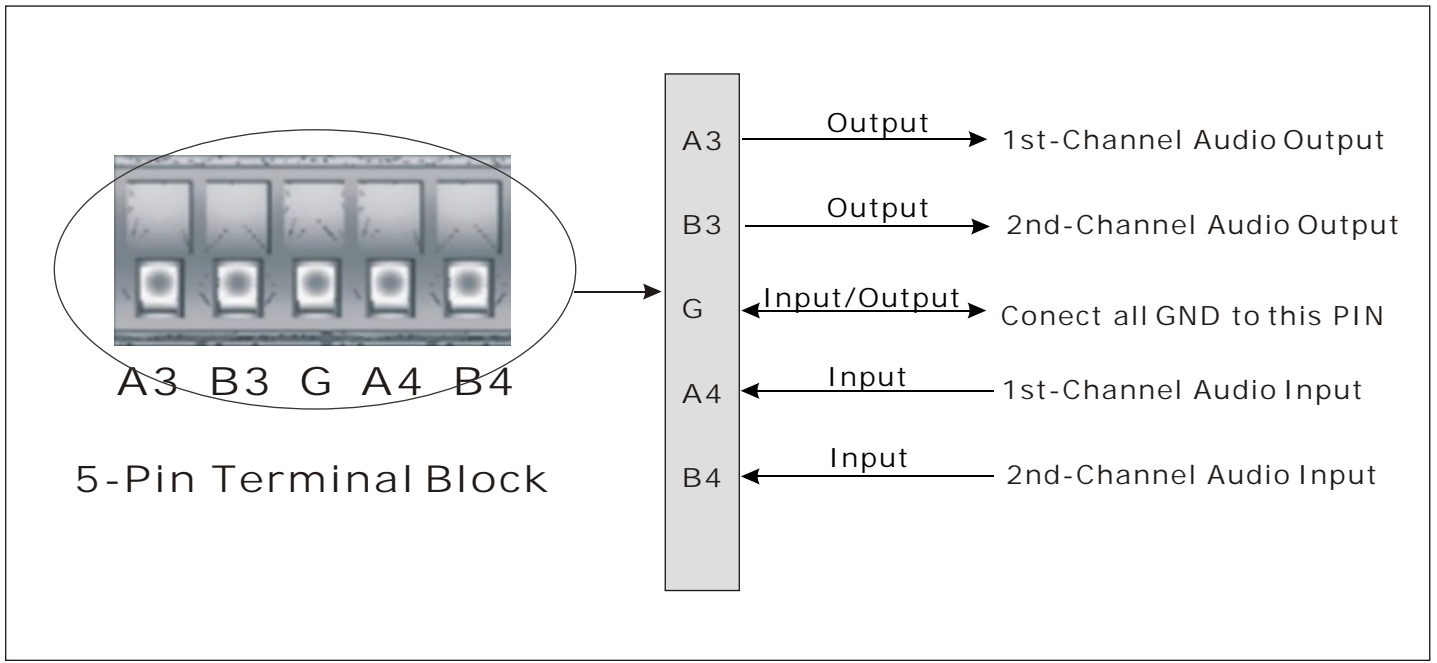 A3 B3 G A4 B4
5-Pin Terminal Block
A3 Output 1st-Channel Audio Output
B3 Output 2nd-Channel Audio Output
G Input/Output Conect all GND to this PIN
A4 Input 1st-Channel Audio Input
B4 Input 2nd-Channel Audio Input